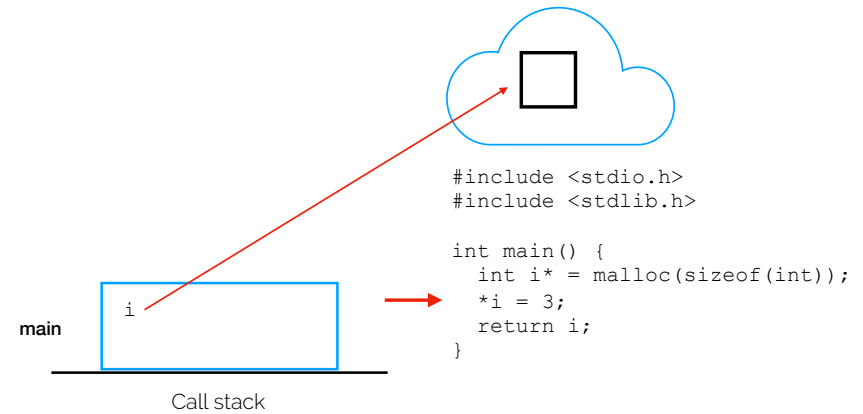 #include <stdio.h>
#include <stdlib.h>
int main() {
int i* = malloc(sizeof(int));
*i = 3;
return i;
}
i
main
Call stack